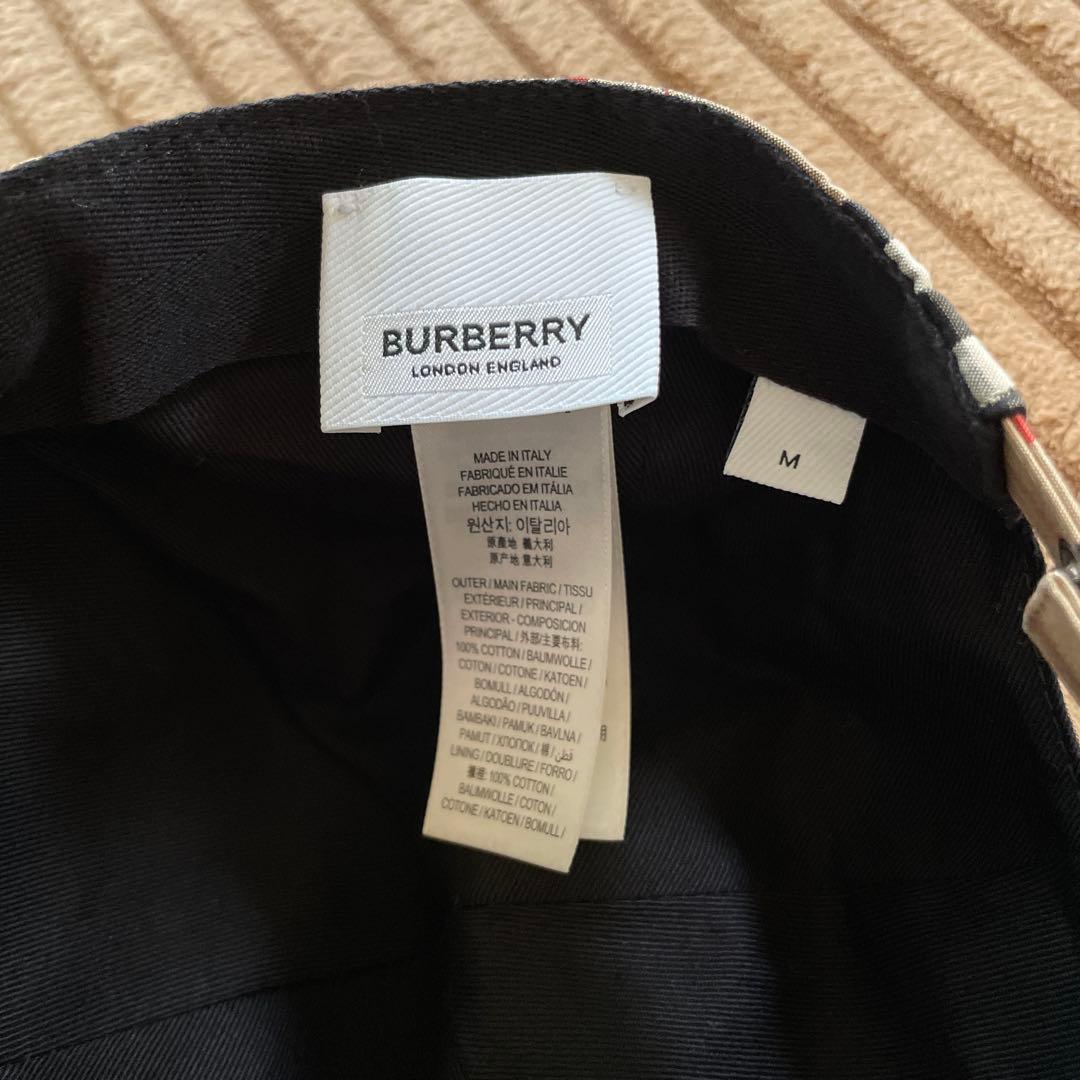 BURBERRY
LONDON ENGLAND
M
MADE IN ITALY
FABRIQUÉ EN ITALIE
FABRICADO EM ITÁLIA
HECHO EN ITALIA
원산지: 이탈리아
原產地 義大利
原产地 意大利
OUTER / MAIN FABRIC / TISSU
EXTÉRIEUR / PRINCIPAL /
EXTERIOR - COMPOSICION
PRINCIPAL / 外部/主要布料:
100% COTTON / BAUMWOLLE /
COTON / COTONE / KATOEN /
BOMULL / ALGODÓN /
ALGODÃO / PUUVILLA /
BAMBAKI / PAMUK / BAVLNA /
PAMUT / ХЛОПОК / 棉 / قطن
LINING / DOUBLURE / FORRO /
100% COTTON /
BAUMWOLLE / COTON /
COTONE / KATOEN / BOMULL /